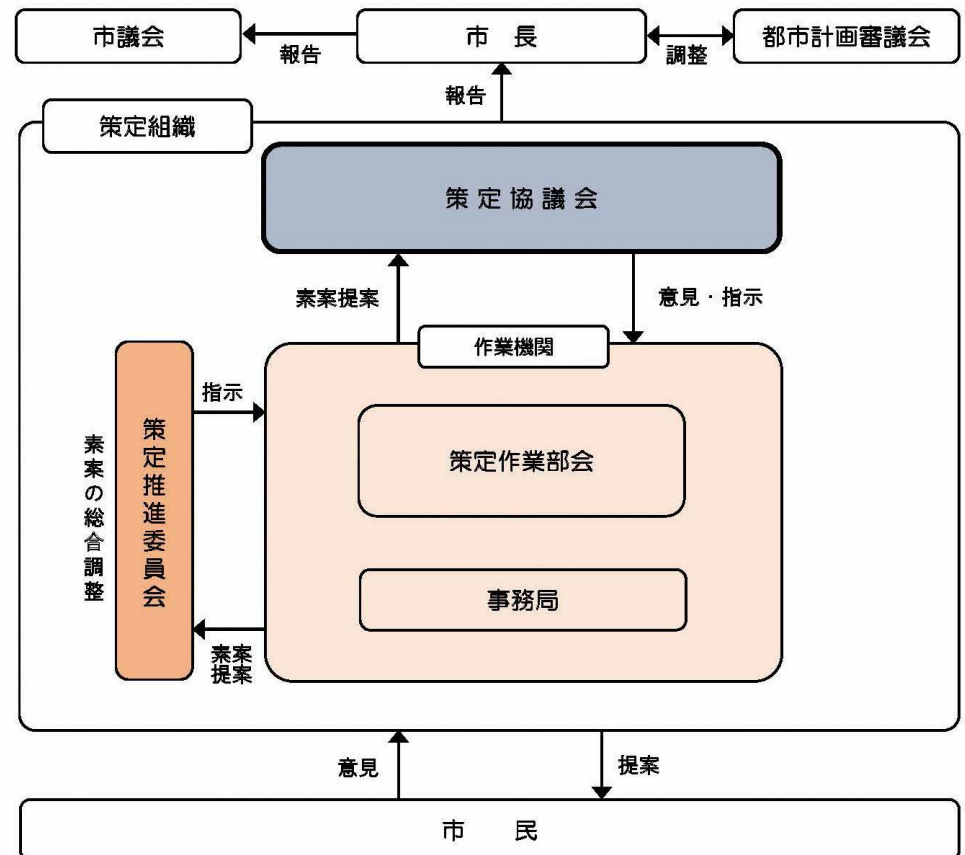 市議会
市 長
都市計画審議会
報告
調整
報告
策定組織
策定協議会
素案提案
意見・指示
作業機関
指示
策定作業部会
素案の総合調整
策定推進委員会
事務局
素案
提案
意見
提案
市 民